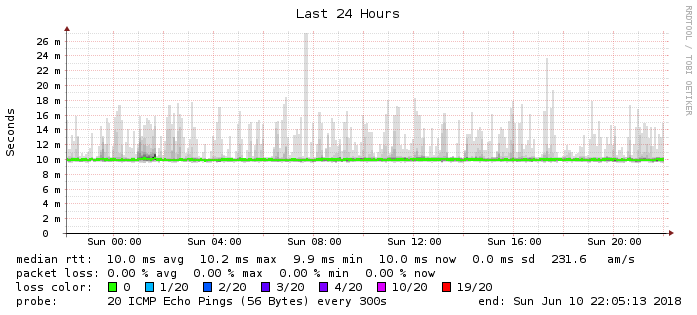 Last 24 Hours
RRDTOOL / TOBI OETIKER
Seconds
26 m
24 m
22 m
20 m
18 m
16 m
14 m
12 m
10 m
8 m
6 m
4 m
2 m
0
Sun 00:00 Sun 04:00 Sun 08:00 Sun 12:00 Sun 16:00 Sun 20:00
median rtt: 10.0 ms avg 10.2 ms max 9.9 ms min 10.0 ms now 0.0 ms sd 231.6 am/s
packet loss: 0.00 % avg 0.00 % max 0.00 % min 0.00 % now
loss color: 0 1/20 2/20 3/20 4/20 10/20 19/20
probe: 20 ICMP Echo Pings (56 Bytes) every 300s end: Sun Jun 10 22:05:13 2018